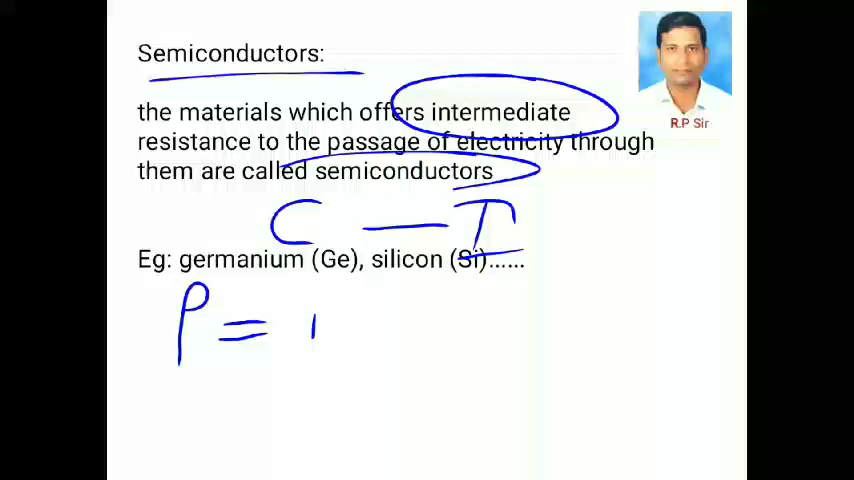 Semiconductors:
the materials which offers intermediate
resistance to the passage of electricity through
them are called semiconductors
C — I
Eg: germanium (Ge), silicon (Si)......
ρ =
R.P Sir